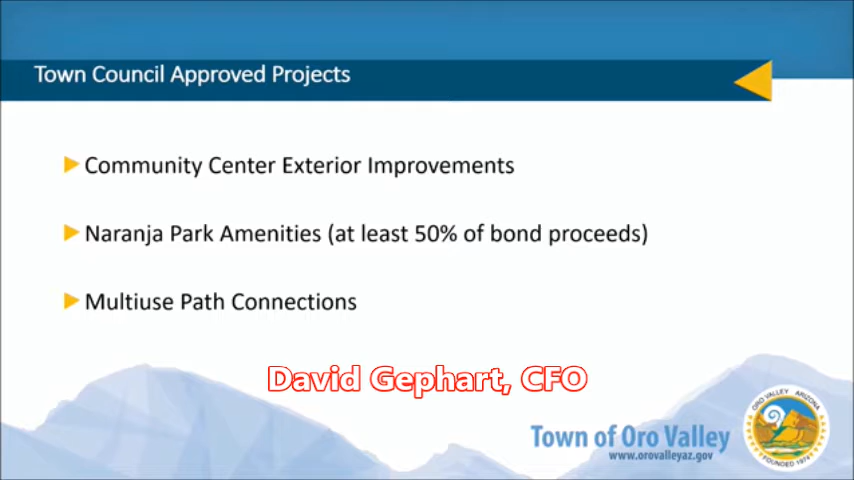 Town Council Approved Projects
Community Center Exterior Improvements
Naranja Park Amenities (at least 50% of bond proceeds)
Multiuse Path Connections
David Gephart, CFO
Town of Oro Valley
www.orovalleyaz.gov
ORO VALLEY ARIZONA
FOUNDED 1974